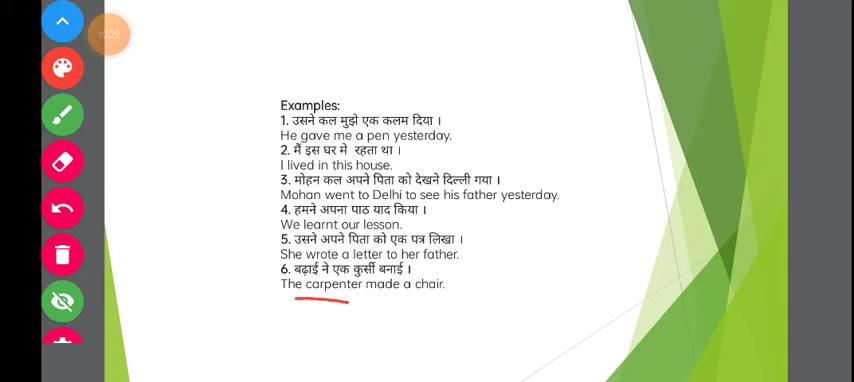 10:22
Examples:
1. उसने कल मुझे एक कलम दिया ।
He gave me a pen yesterday.
2. मैं इस घर मे रहता था ।
I lived in this house.
3. मोहन कल अपने पिता को देखने दिल्ली गया ।
Mohan went to Delhi to see his father yesterday.
4. हमने अपना पाठ याद किया ।
We learnt our lesson.
5. उसने अपने पिता को एक पत्र लिखा ।
She wrote a letter to her father.
6. बढ़ाई ने एक कुर्सी बनाई ।
The carpenter made a chair.